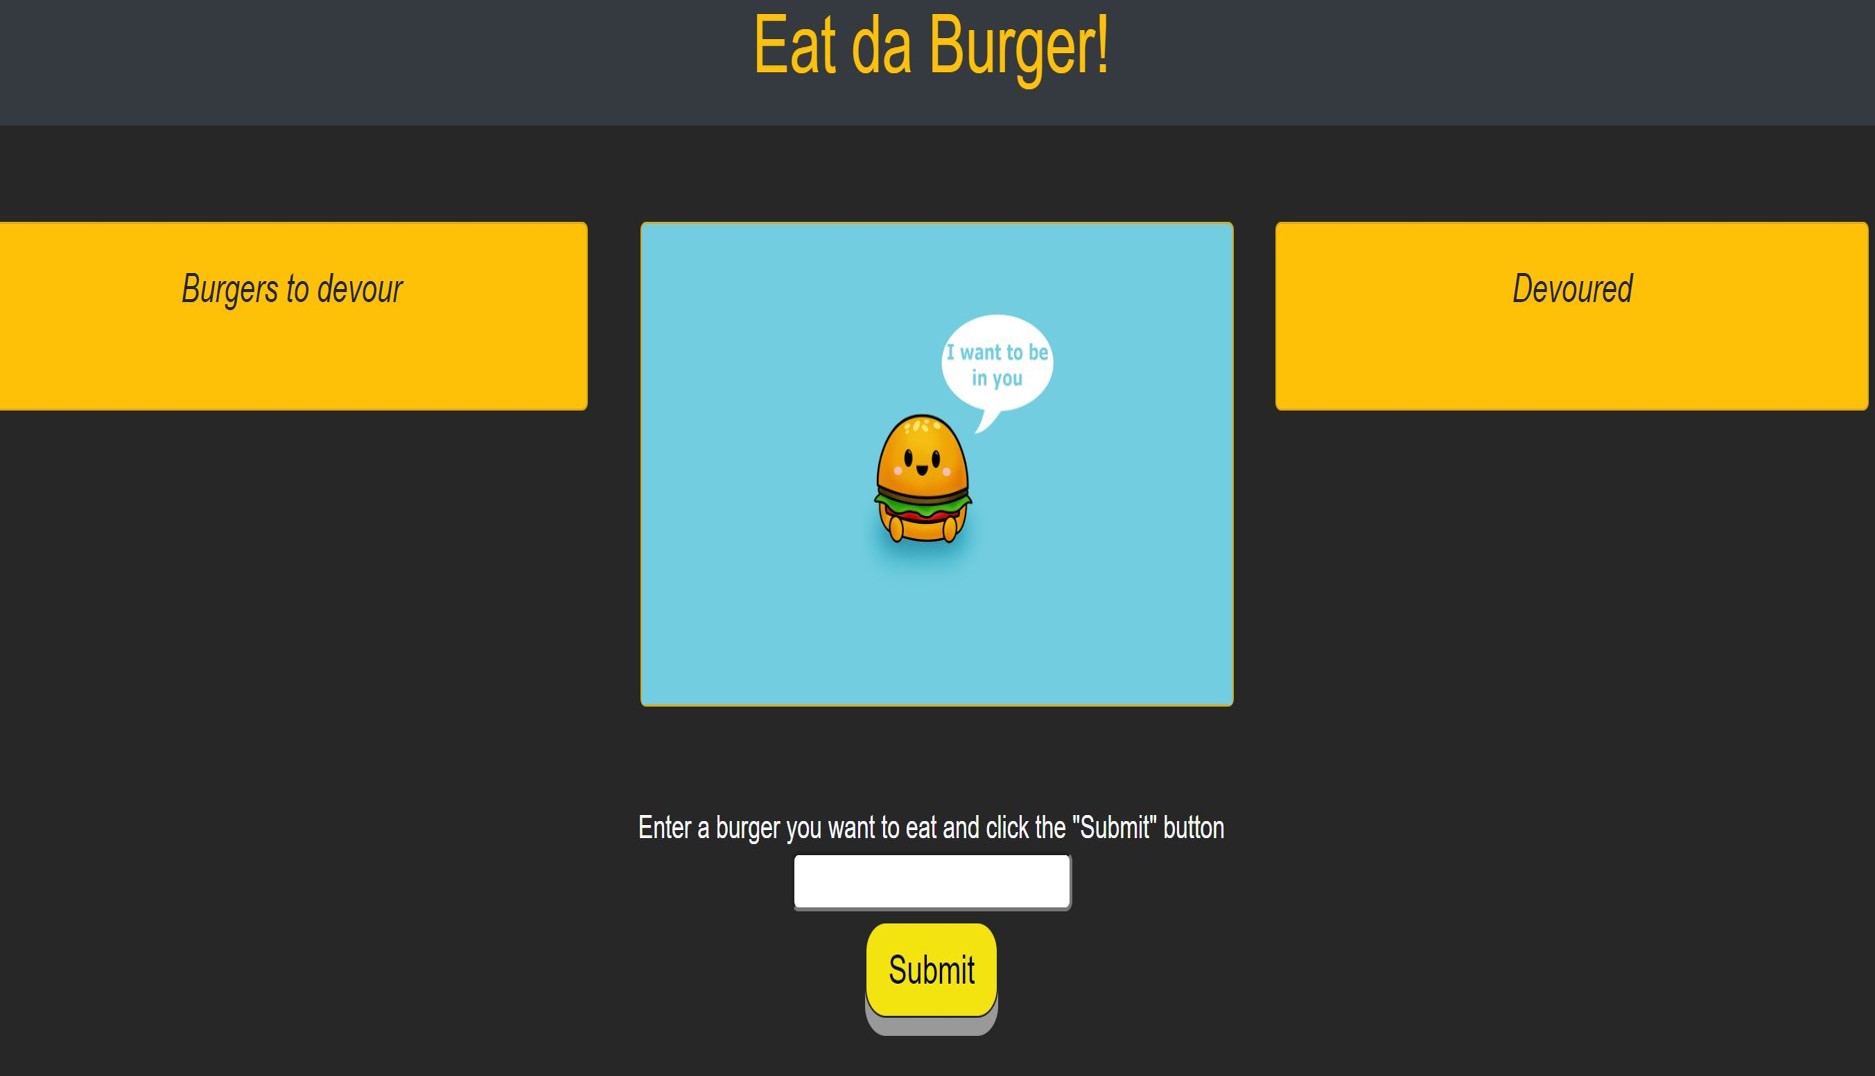 Eat da Burger!
Burgers to devour
I want to be
in you
Devoured
Enter a burger you want to eat and click the "Submit" button
Submit